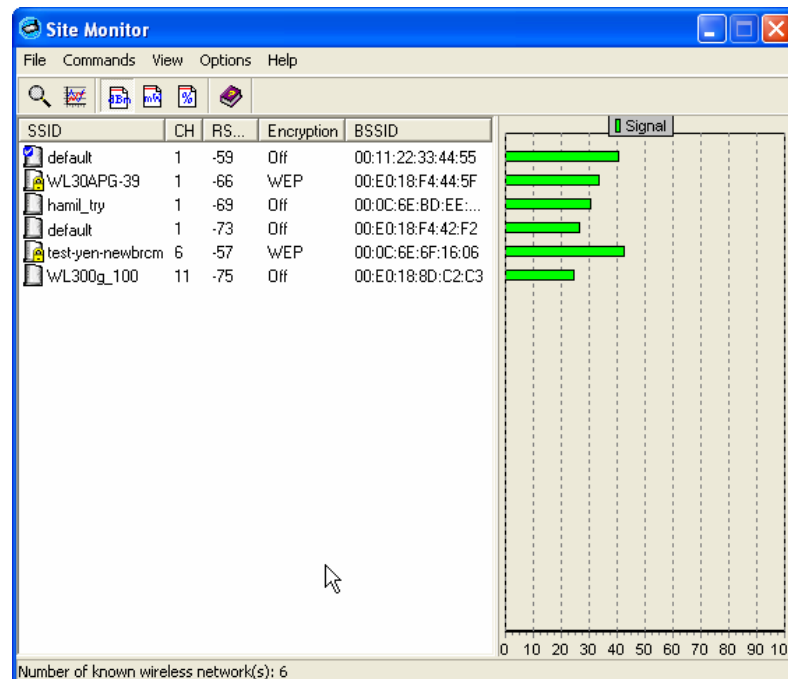 Site Monitor
File Commands View Options Help
dBm mW %
SSID CH RS... Encryption BSSID
Signal
default 1 -59 Off 00:11:22:33:44:55
WL30APG-39 1 -66 WEP 00:E0:18:F4:44:5F
hamil_try 1 -69 Off 00:0C:6E:BD:EE:...
default 1 -73 Off 00:E0:18:F4:42:F2
test-yen-newbrcm 6 -57 WEP 00:0C:6E:6F:16:06
WL300g_100 11 -75 Off 00:E0:18:8D:C2:C3
0 10 20 30 40 50 60 70 80 90 10
Number of known wireless network(s): 6